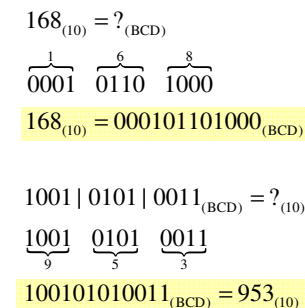 168(10) = ?(BCD)
1 6 8
0001 0110 1000
168(10) = 000101101000(BCD)
1001 | 0101 | 0011(BCD) = ?(10)
1001 0101 0011
9 5 3
100101010011(BCD) = 953(10)